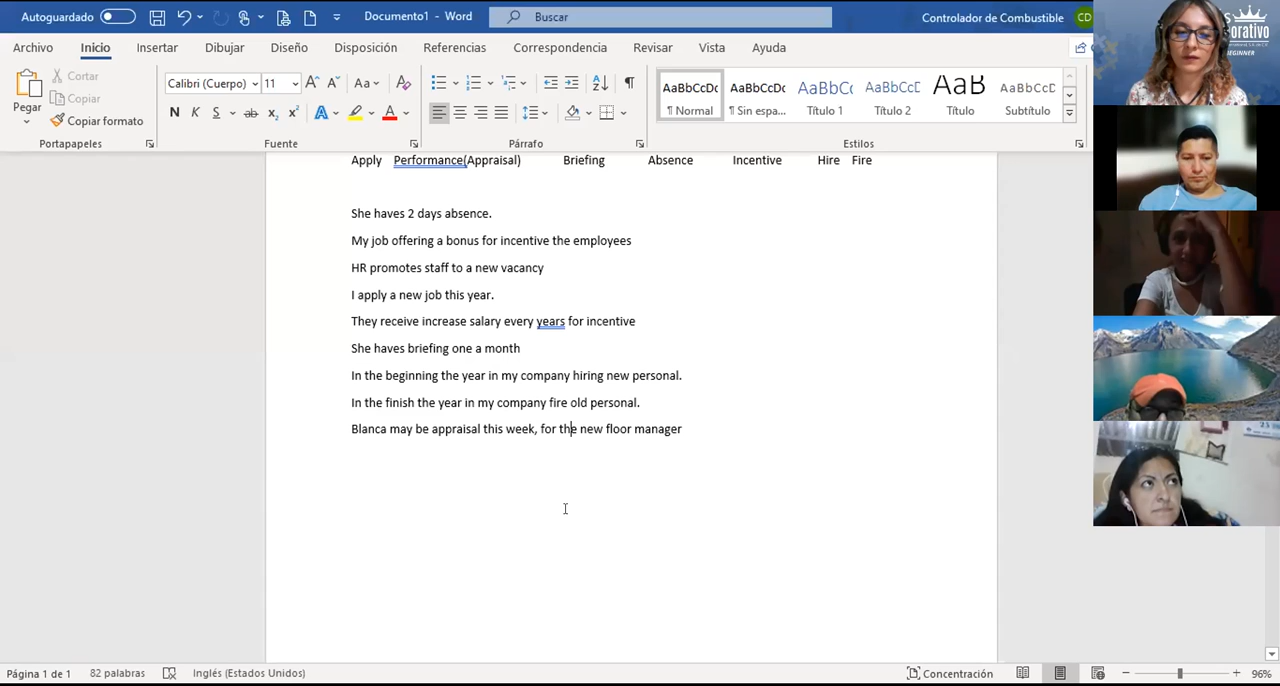 Autoguardado Documento1 - Word Buscar Controlador de Combustible CD
Archivo Inicio Insertar Dibujar Diseño Disposición Referencias Correspondencia Revisar Vista Ayuda
Pegar Cortar Copiar Copiar formato
Calibri (Cuerpo) 11
AaBbCcDc AaBbCcDc AaBbCc AaBbCcD AaB AaBbCcD
¶ Normal ¶ Sin espa... Título 1 Título 2 Título Subtítulo
Portapapeles Fuente Párrafo Estilos
orativo
EGINNER
Apply Performance(Appraisal) Briefing Absence Incentive Hire Fire
She haves 2 days absence.
My job offering a bonus for incentive the employees
HR promotes staff to a new vacancy
I apply a new job this year.
They receive increase salary every years for incentive
She haves briefing one a month
In the beginning the year in my company hiring new personal.
In the finish the year in my company fire old personal.
Blanca may be appraisal this week, for the new floor manager
Página 1 de 1 82 palabras Inglés (Estados Unidos) Concentración 96%